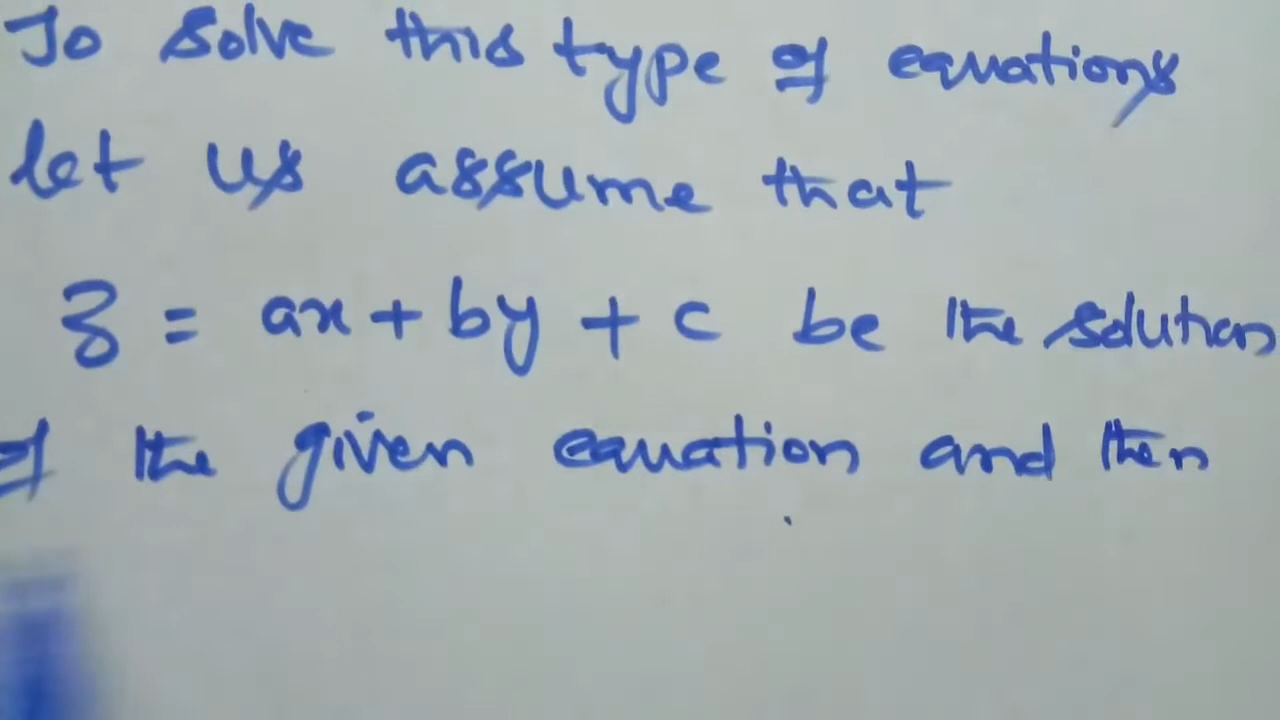 To solve this type of equations
let us assume that
z = ax + by + c be the solution
of the given equation and then